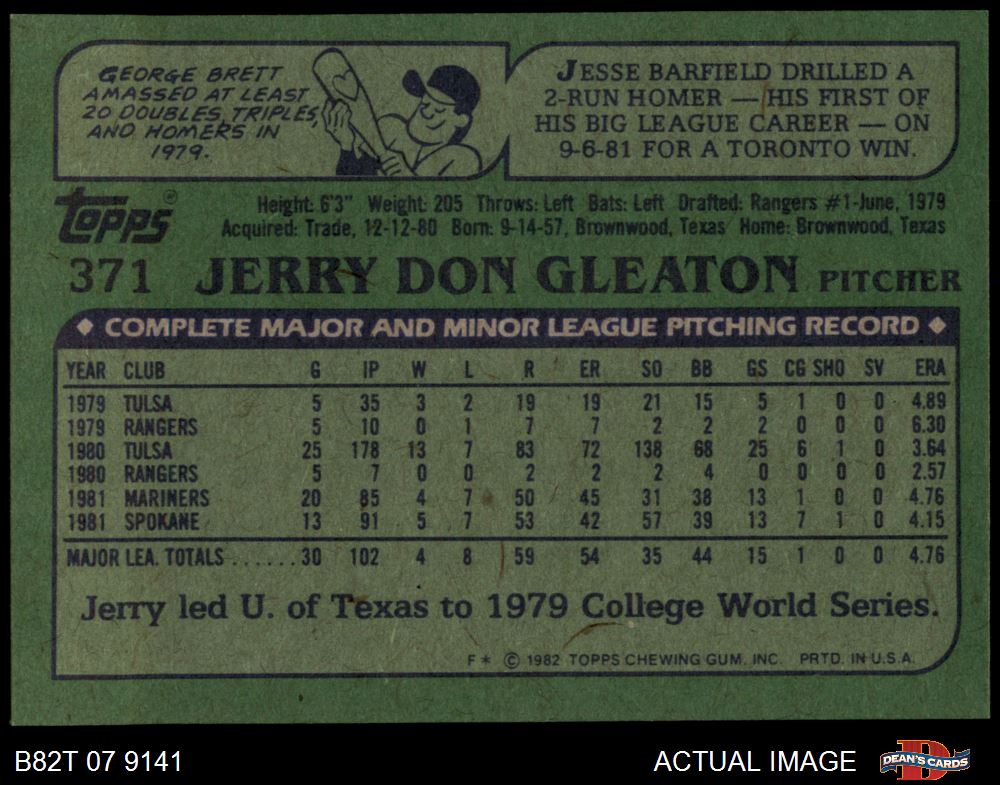 GEORGE BRETT
AMASSED AT LEAST
20 DOUBLES, TRIPLES,
AND HOMERS IN
1979.
JESSE BARFIELD DRILLED A
2-RUN HOMER — HIS FIRST OF
HIS BIG LEAGUE CAREER — ON
9-6-81 FOR A TORONTO WIN.
TOPPS®
Height: 6'3" Weight: 205 Throws: Left Bats: Left Drafted: Rangers #1-June, 1979
Acquired: Trade, 12-12-80 Born: 9-14-57, Brownwood, Texas Home: Brownwood, Texas
371 JERRY DON GLEATON PITCHER
♦ COMPLETE MAJOR AND MINOR LEAGUE PITCHING RECORD ♦
YEAR CLUB G IP W L R ER SO BB GS CG SHO SV ERA
1979 TULSA 5 35 3 2 19 19 21 15 5 1 0 0 4.89
1979 RANGERS 5 10 0 1 7 7 2 2 2 0 0 0 6.30
1980 TULSA 25 178 13 7 83 72 138 68 25 6 1 0 3.64
1980 RANGERS 5 7 0 0 2 2 2 4 0 0 0 0 2.57
1981 MARINERS 20 85 4 7 50 45 31 38 13 1 0 0 4.76
1981 SPOKANE 13 91 5 7 53 42 57 39 13 7 1 0 4.15
MAJOR LEA. TOTALS ...... 30 102 4 8 59 54 35 44 15 1 0 0 4.76
Jerry led U. of Texas to 1979 College World Series.
F* © 1982 TOPPS CHEWING GUM, INC. PRTD. IN U.S.A.
B82T 07 9141
ACTUAL IMAGE
D
DEAN'S CARDS